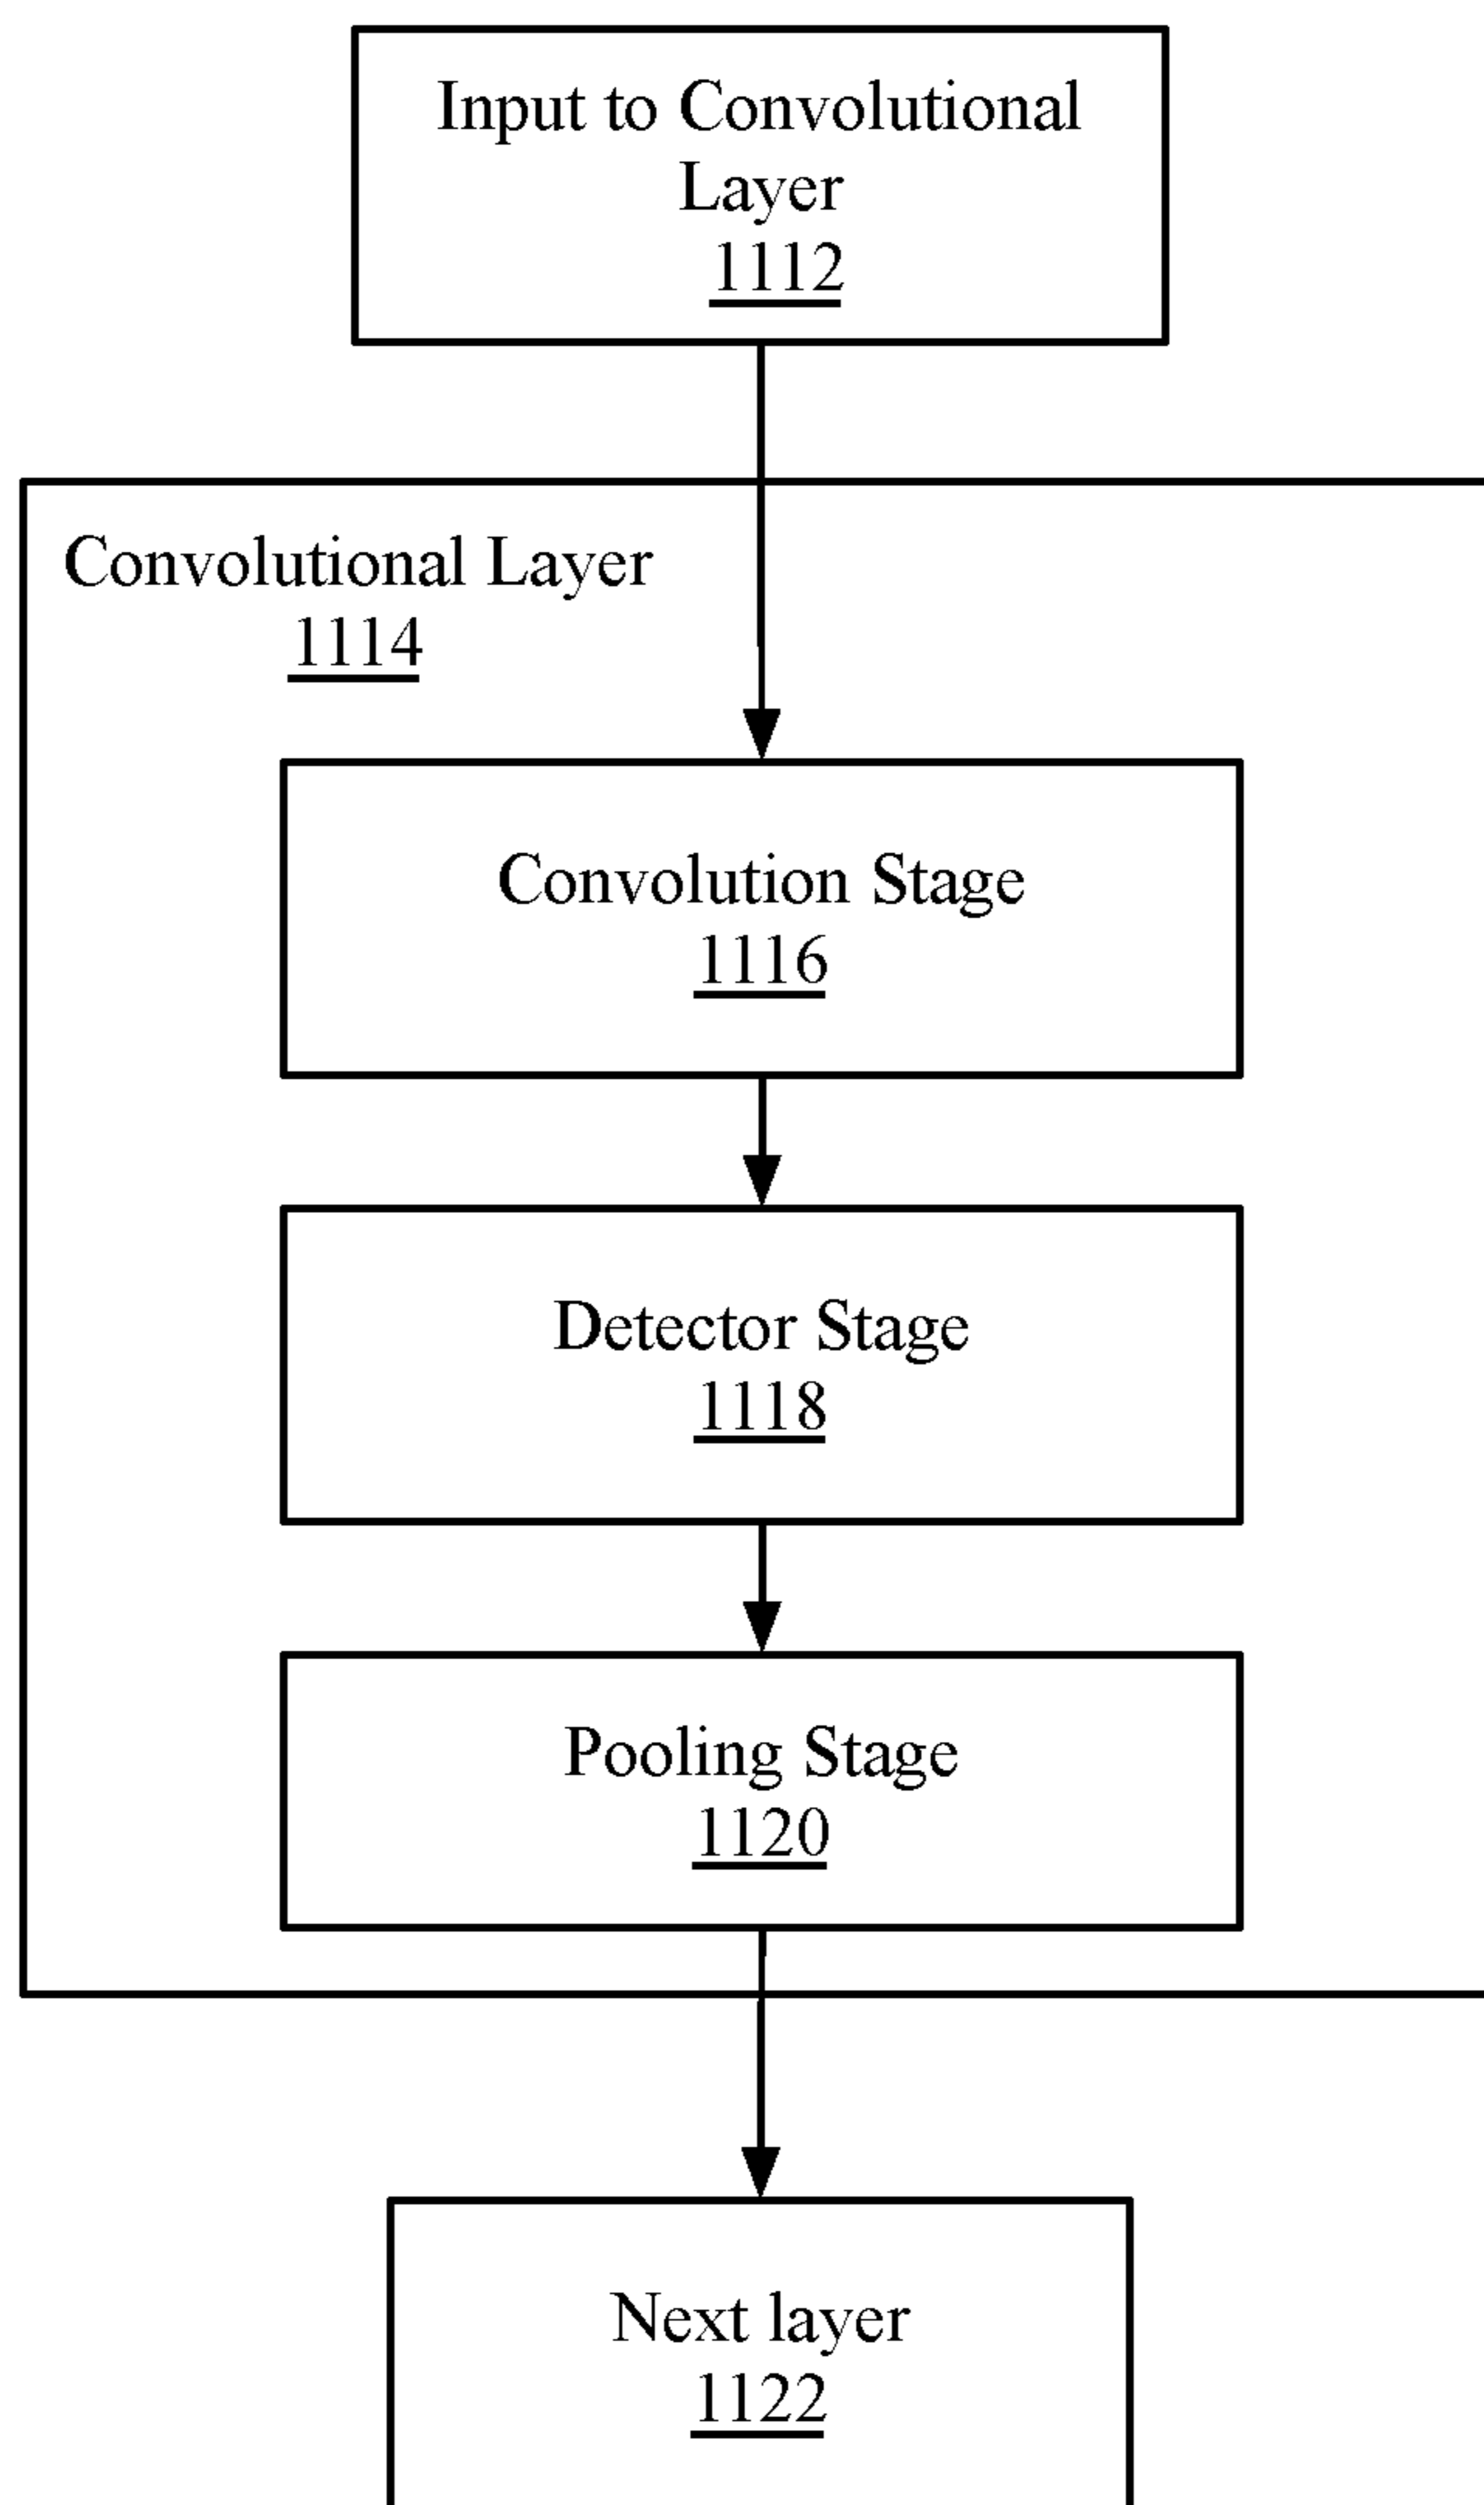 Input to Convolutional
Layer
1112
Convolutional Layer
1114
Convolution Stage
1116
Detector Stage
1118
Pooling Stage
1120
Next layer
1122